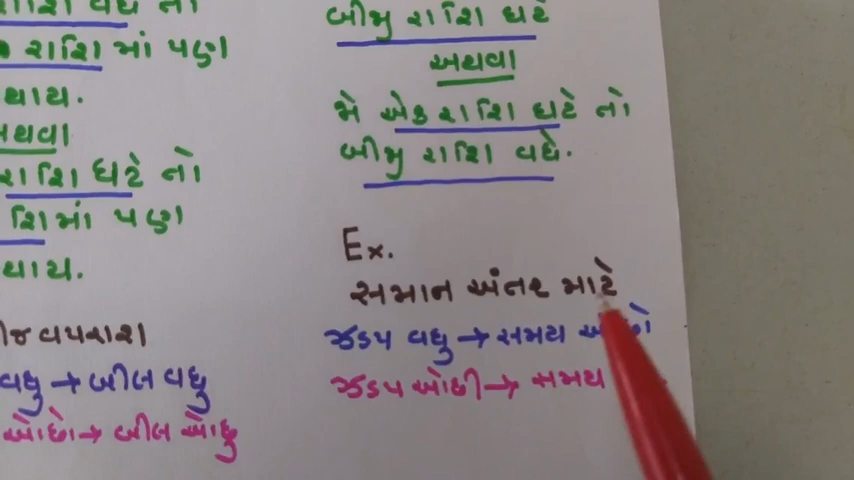 રાશિ વધે તો
રાશિ માં પણ
થાય.
અથવા
રાશિ ઘટે તો
રાશિમાં પણ
થાય.
વપરાશ
વધુ → બીલ વધુ
ઓછો → બીલ ઓછુ
બીજી રાશિ ઘટે
અથવા
જો એક રાશિ ઘટે તો
બીજી રાશિ વધે.
Ex.
સમાન અંતર માટે
ઝડપ વધુ → સમય
ઝડપ ઓછી → સમય